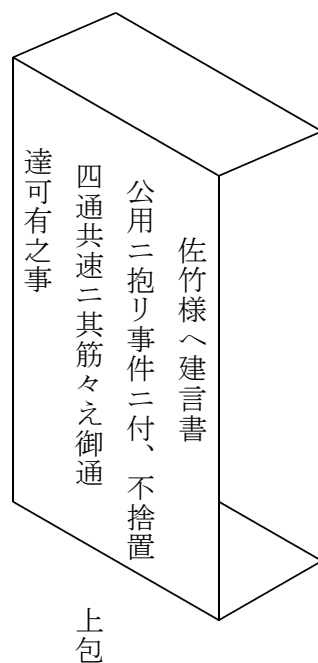 佐竹様へ建言書
公用ニ抱リ事件ニ付、不捨置
四通共速ニ其筋々え御通
達可有之事
上包